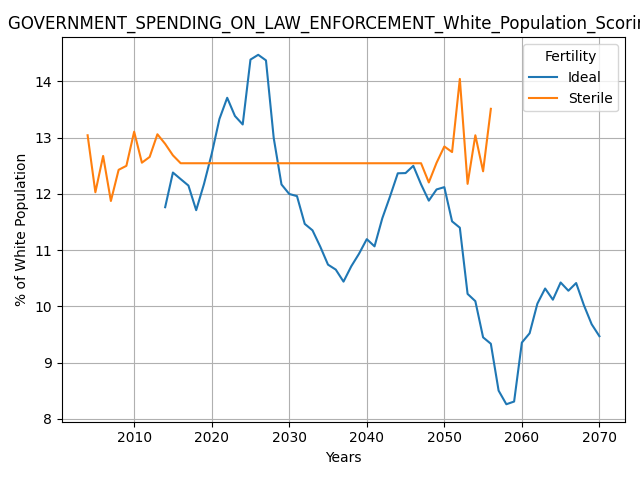 GOVERNMENT_SPENDING_ON_LAW_ENFORCEMENT_White_Population_Scorin
Fertility
Ideal
Sterile
% of White Population
14
13
12
11
10
9
8
2010 2020 2030 2040 2050 2060 2070
Years